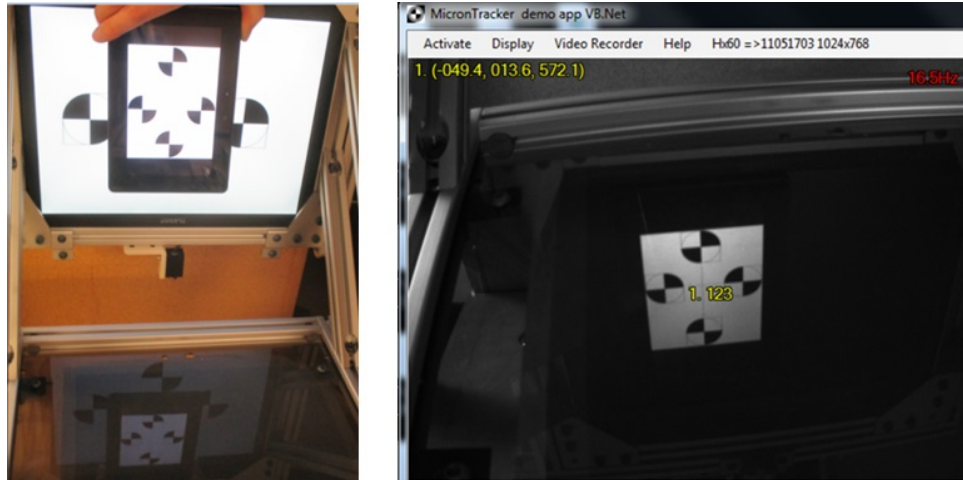 MicronTracker demo app VB.Net
Activate Display Video Recorder Help Hx60 =>11051703 1024x768
1. (-049.4, 013.6, 572.1)
16.5Hz
1. 123